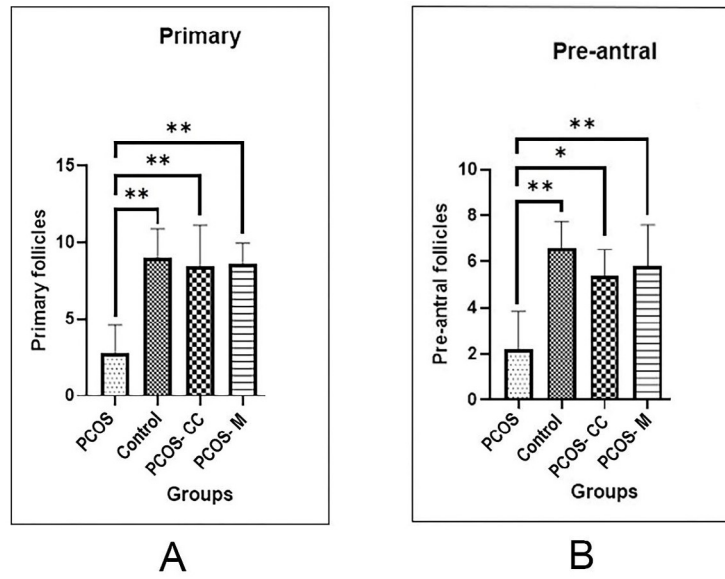 Primary
**
**
**
15
10
5
0
Primary follicles
PCOS
Control
PCOS- CC
PCOS- M
Groups
A
Pre-antral
**
*
**
10
8
6
4
2
0
Pre-antral follicles
PCOS
Control
PCOS- CC
PCOS- M
Groups
B